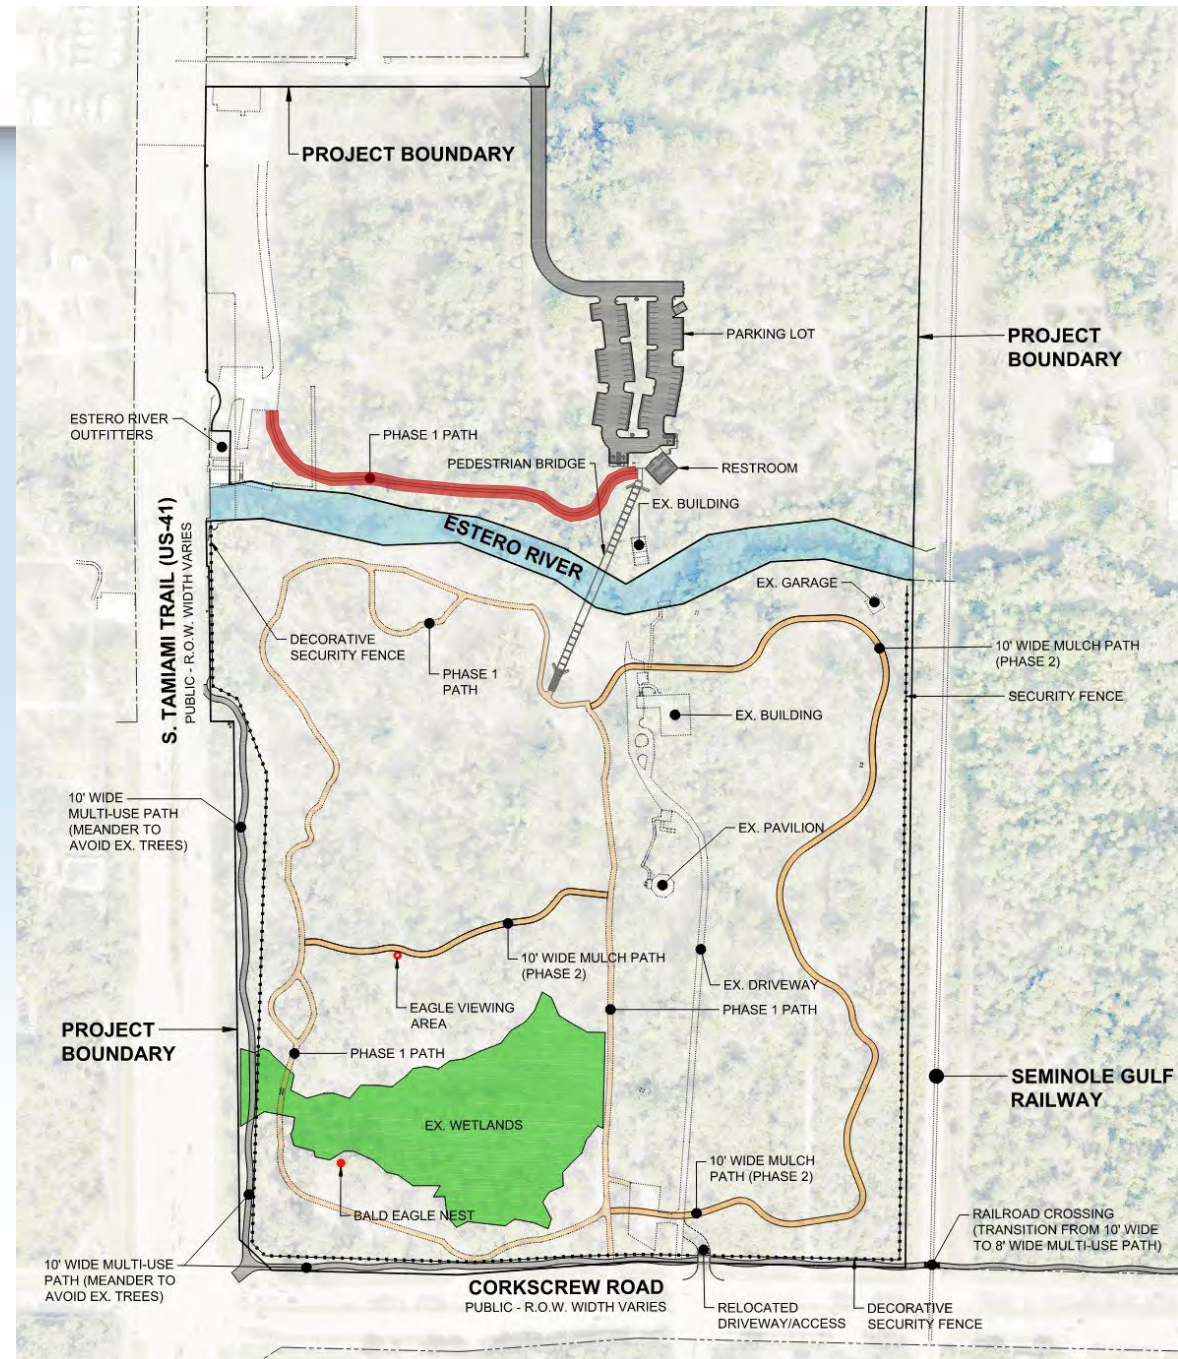 PROJECT BOUNDARY
PARKING LOT
PROJECT
BOUNDARY
ESTERO RIVER
OUTFITTERS
PHASE 1 PATH
PEDESTRIAN BRIDGE
RESTROOM
EX. BUILDING
ESTERO RIVER
S. TAMIAMI TRAIL (US-41)
PUBLIC - R.O.W. WIDTH VARIES
EX. GARAGE
DECORATIVE
SECURITY FENCE
PHASE 1
PATH
10' WIDE MULCH PATH
(PHASE 2)
SECURITY FENCE
EX. BUILDING
10' WIDE
MULTI-USE PATH
(MEANDER TO
AVOID EX. TREES)
EX. PAVILION
10' WIDE MULCH PATH
(PHASE 2)
EX. DRIVEWAY
EAGLE VIEWING
AREA
PHASE 1 PATH
PROJECT
BOUNDARY
PHASE 1 PATH
SEMINOLE GULF
RAILWAY
EX. WETLANDS
10' WIDE MULCH
PATH (PHASE 2)
BALD EAGLE NEST
RAILROAD CROSSING
(TRANSITION FROM 10' WIDE
TO 8' WIDE MULTI-USE PATH)
10' WIDE MULTI-USE
PATH (MEANDER TO
AVOID EX. TREES)
CORKSCREW ROAD
PUBLIC - R.O.W. WIDTH VARIES
RELOCATED
DRIVEWAY/ACCESS
DECORATIVE
SECURITY FENCE